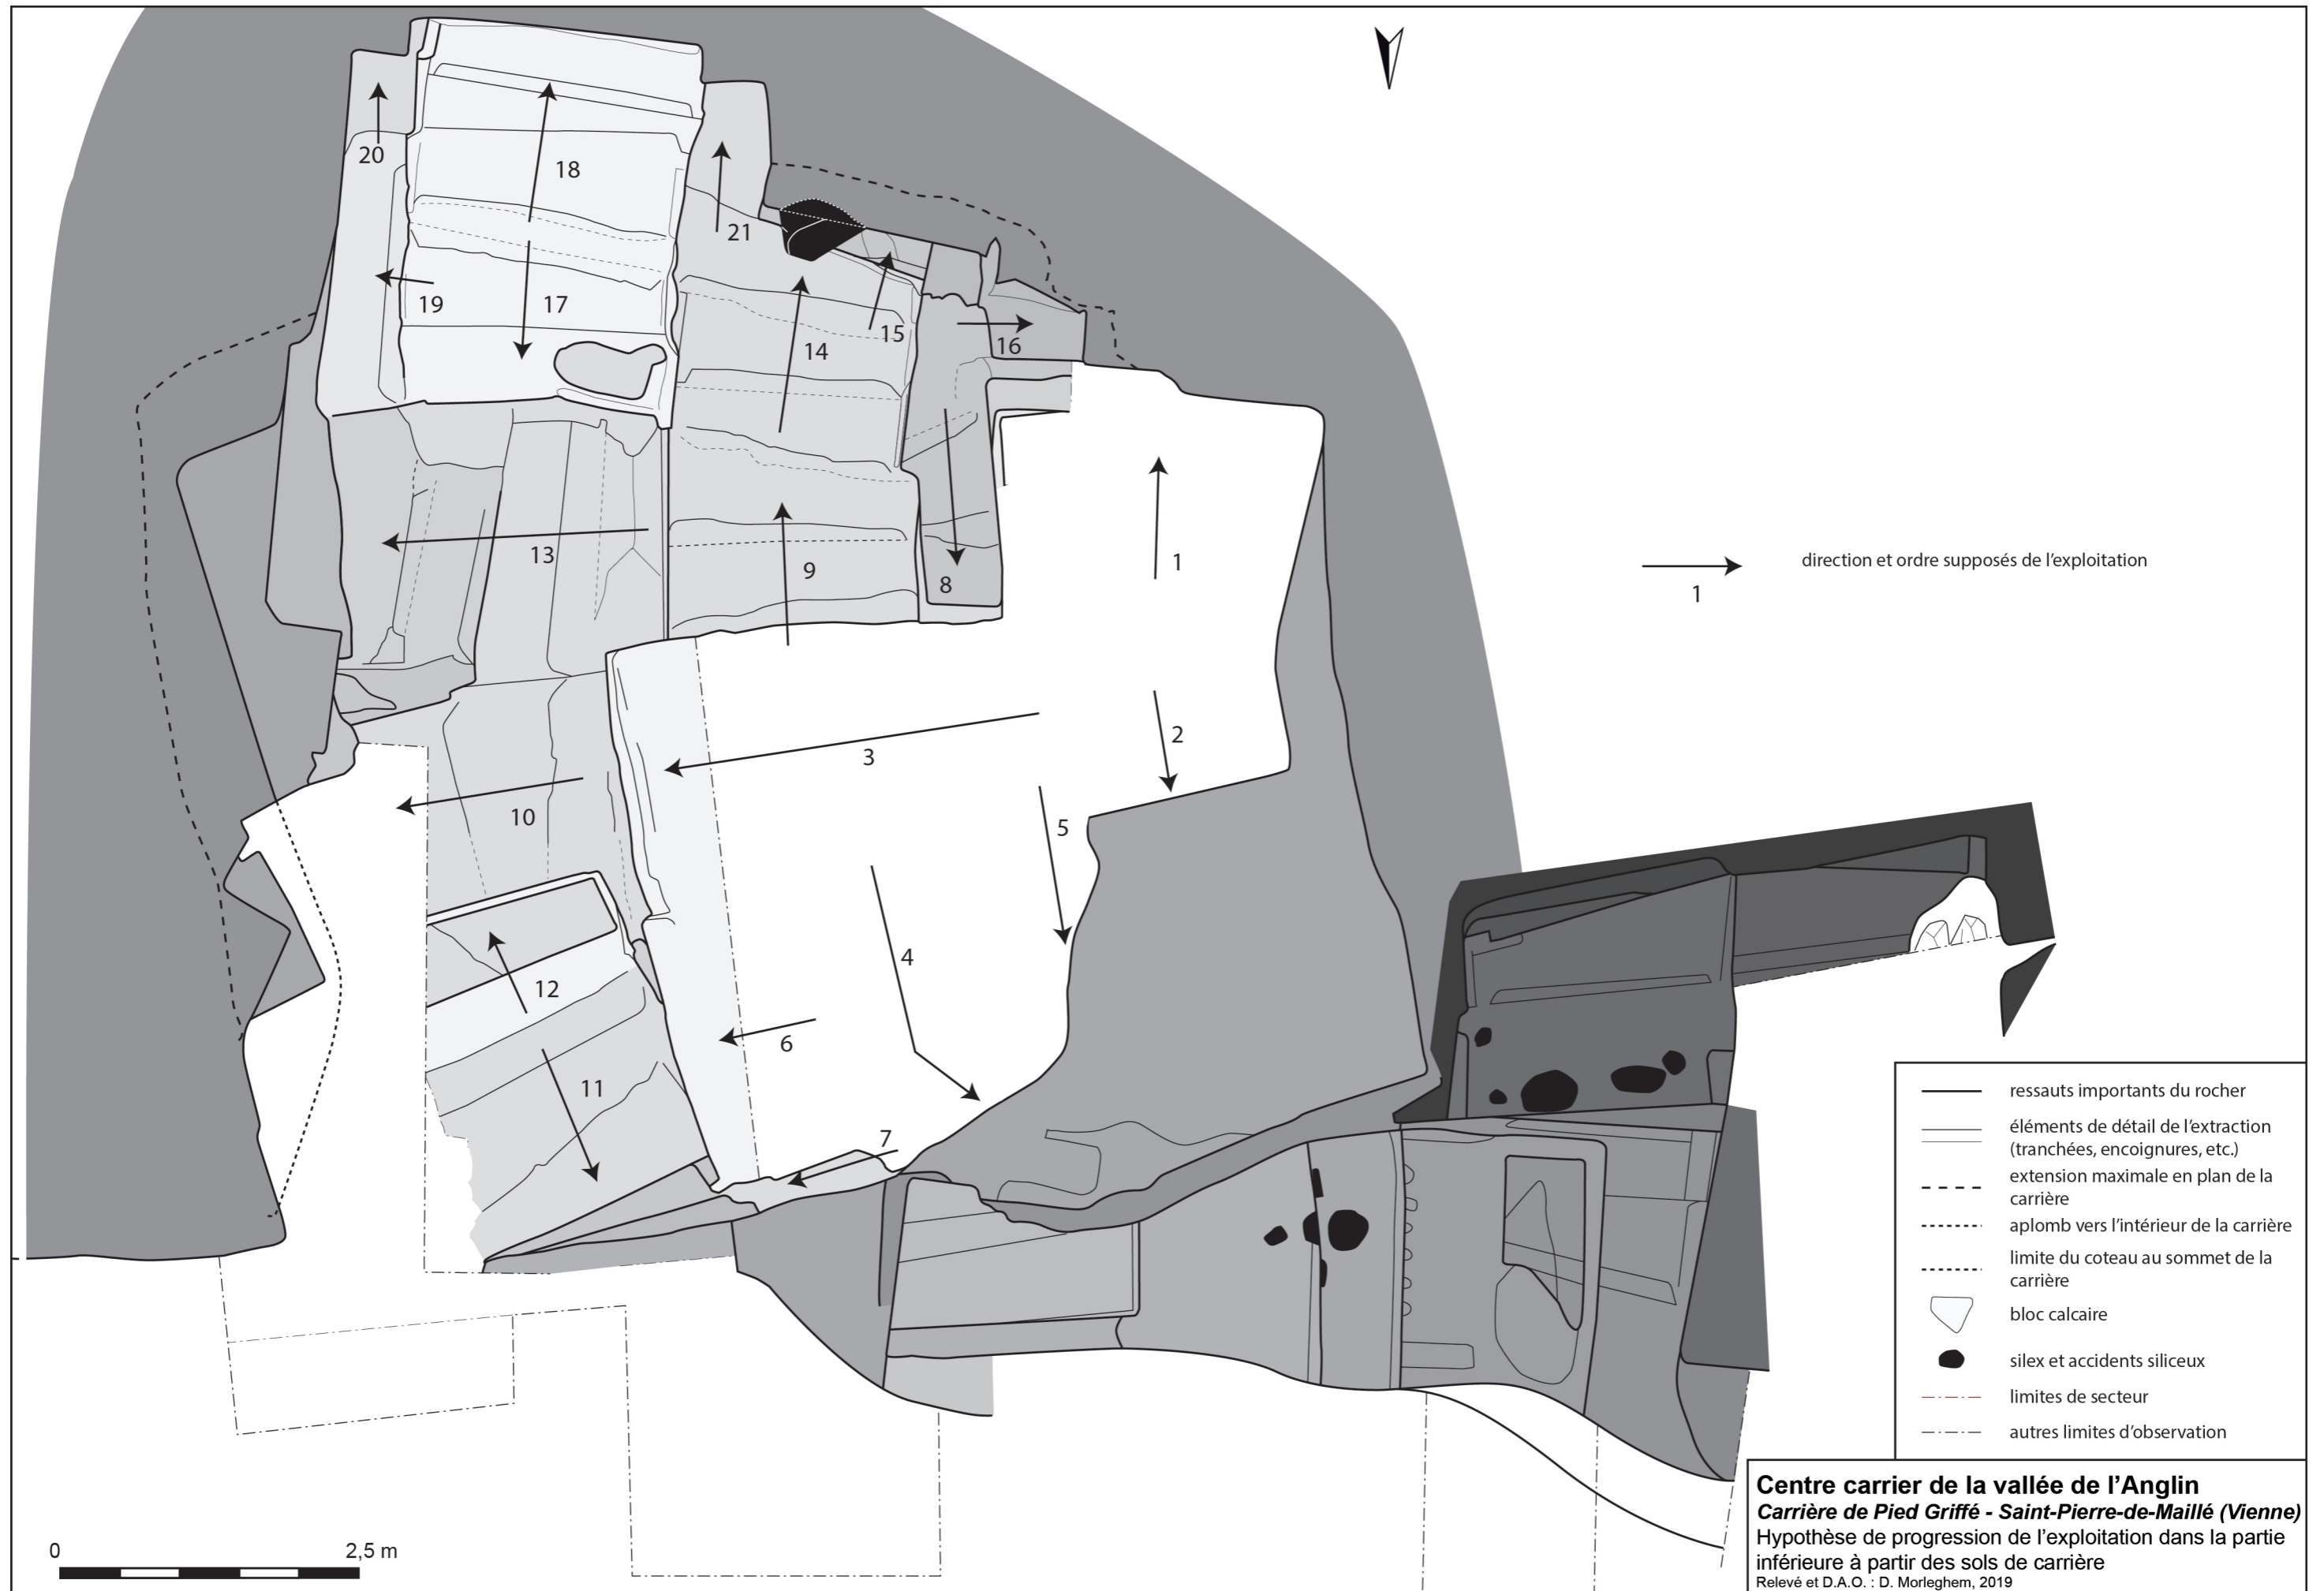 20
18
21
19
17
15
14
16
13
9
8
1
direction et ordre supposés de l'exploitation
1
2
3
10
5
4
12
6
11
7
ressauts importants du rocher
éléments de détail de l'extraction
(tranchées, encoignures, etc.)
extension maximale en plan de la
carrière
aplomb vers l'intérieur de la carrière
limite du coteau au sommet de la
carrière
bloc calcaire
silex et accidents siliceux
limites de secteur
autres limites d'observation
Centre carrier de la vallée de l'Anglin
Carrière de Pied Griffé - Saint-Pierre-de-Maillé (Vienne)
Hypothèse de progression de l'exploitation dans la partie
inférieure à partir des sols de carrière
Relevé et D.A.O. : D. Morleghem, 2019
0 2,5 m